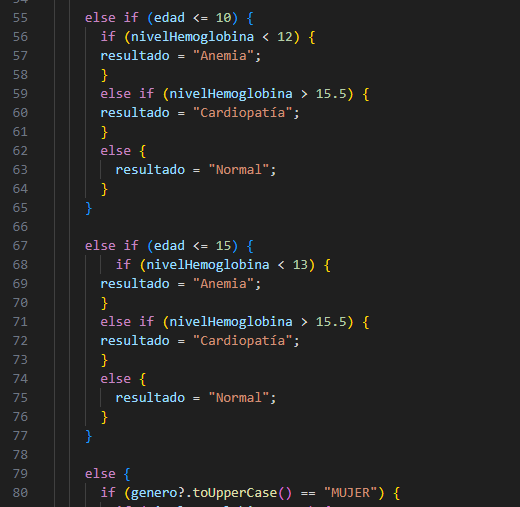 55 else if (edad <= 10) {
56 if (nivelHemoglobina < 12) {
57 resultado = "Anemia";
58 }
59 else if (nivelHemoglobina > 15.5) {
60 resultado = "Cardiopatía";
61 }
62 else {
63 resultado = "Normal";
64 }
65 }
66
67 else if (edad <= 15) {
68 if (nivelHemoglobina < 13) {
69 resultado = "Anemia";
70 }
71 else if (nivelHemoglobina > 15.5) {
72 resultado = "Cardiopatía";
73 }
74 else {
75 resultado = "Normal";
76 }
77 }
78
79 else {
80 if (genero?.toUpperCase() == "MUJER") {